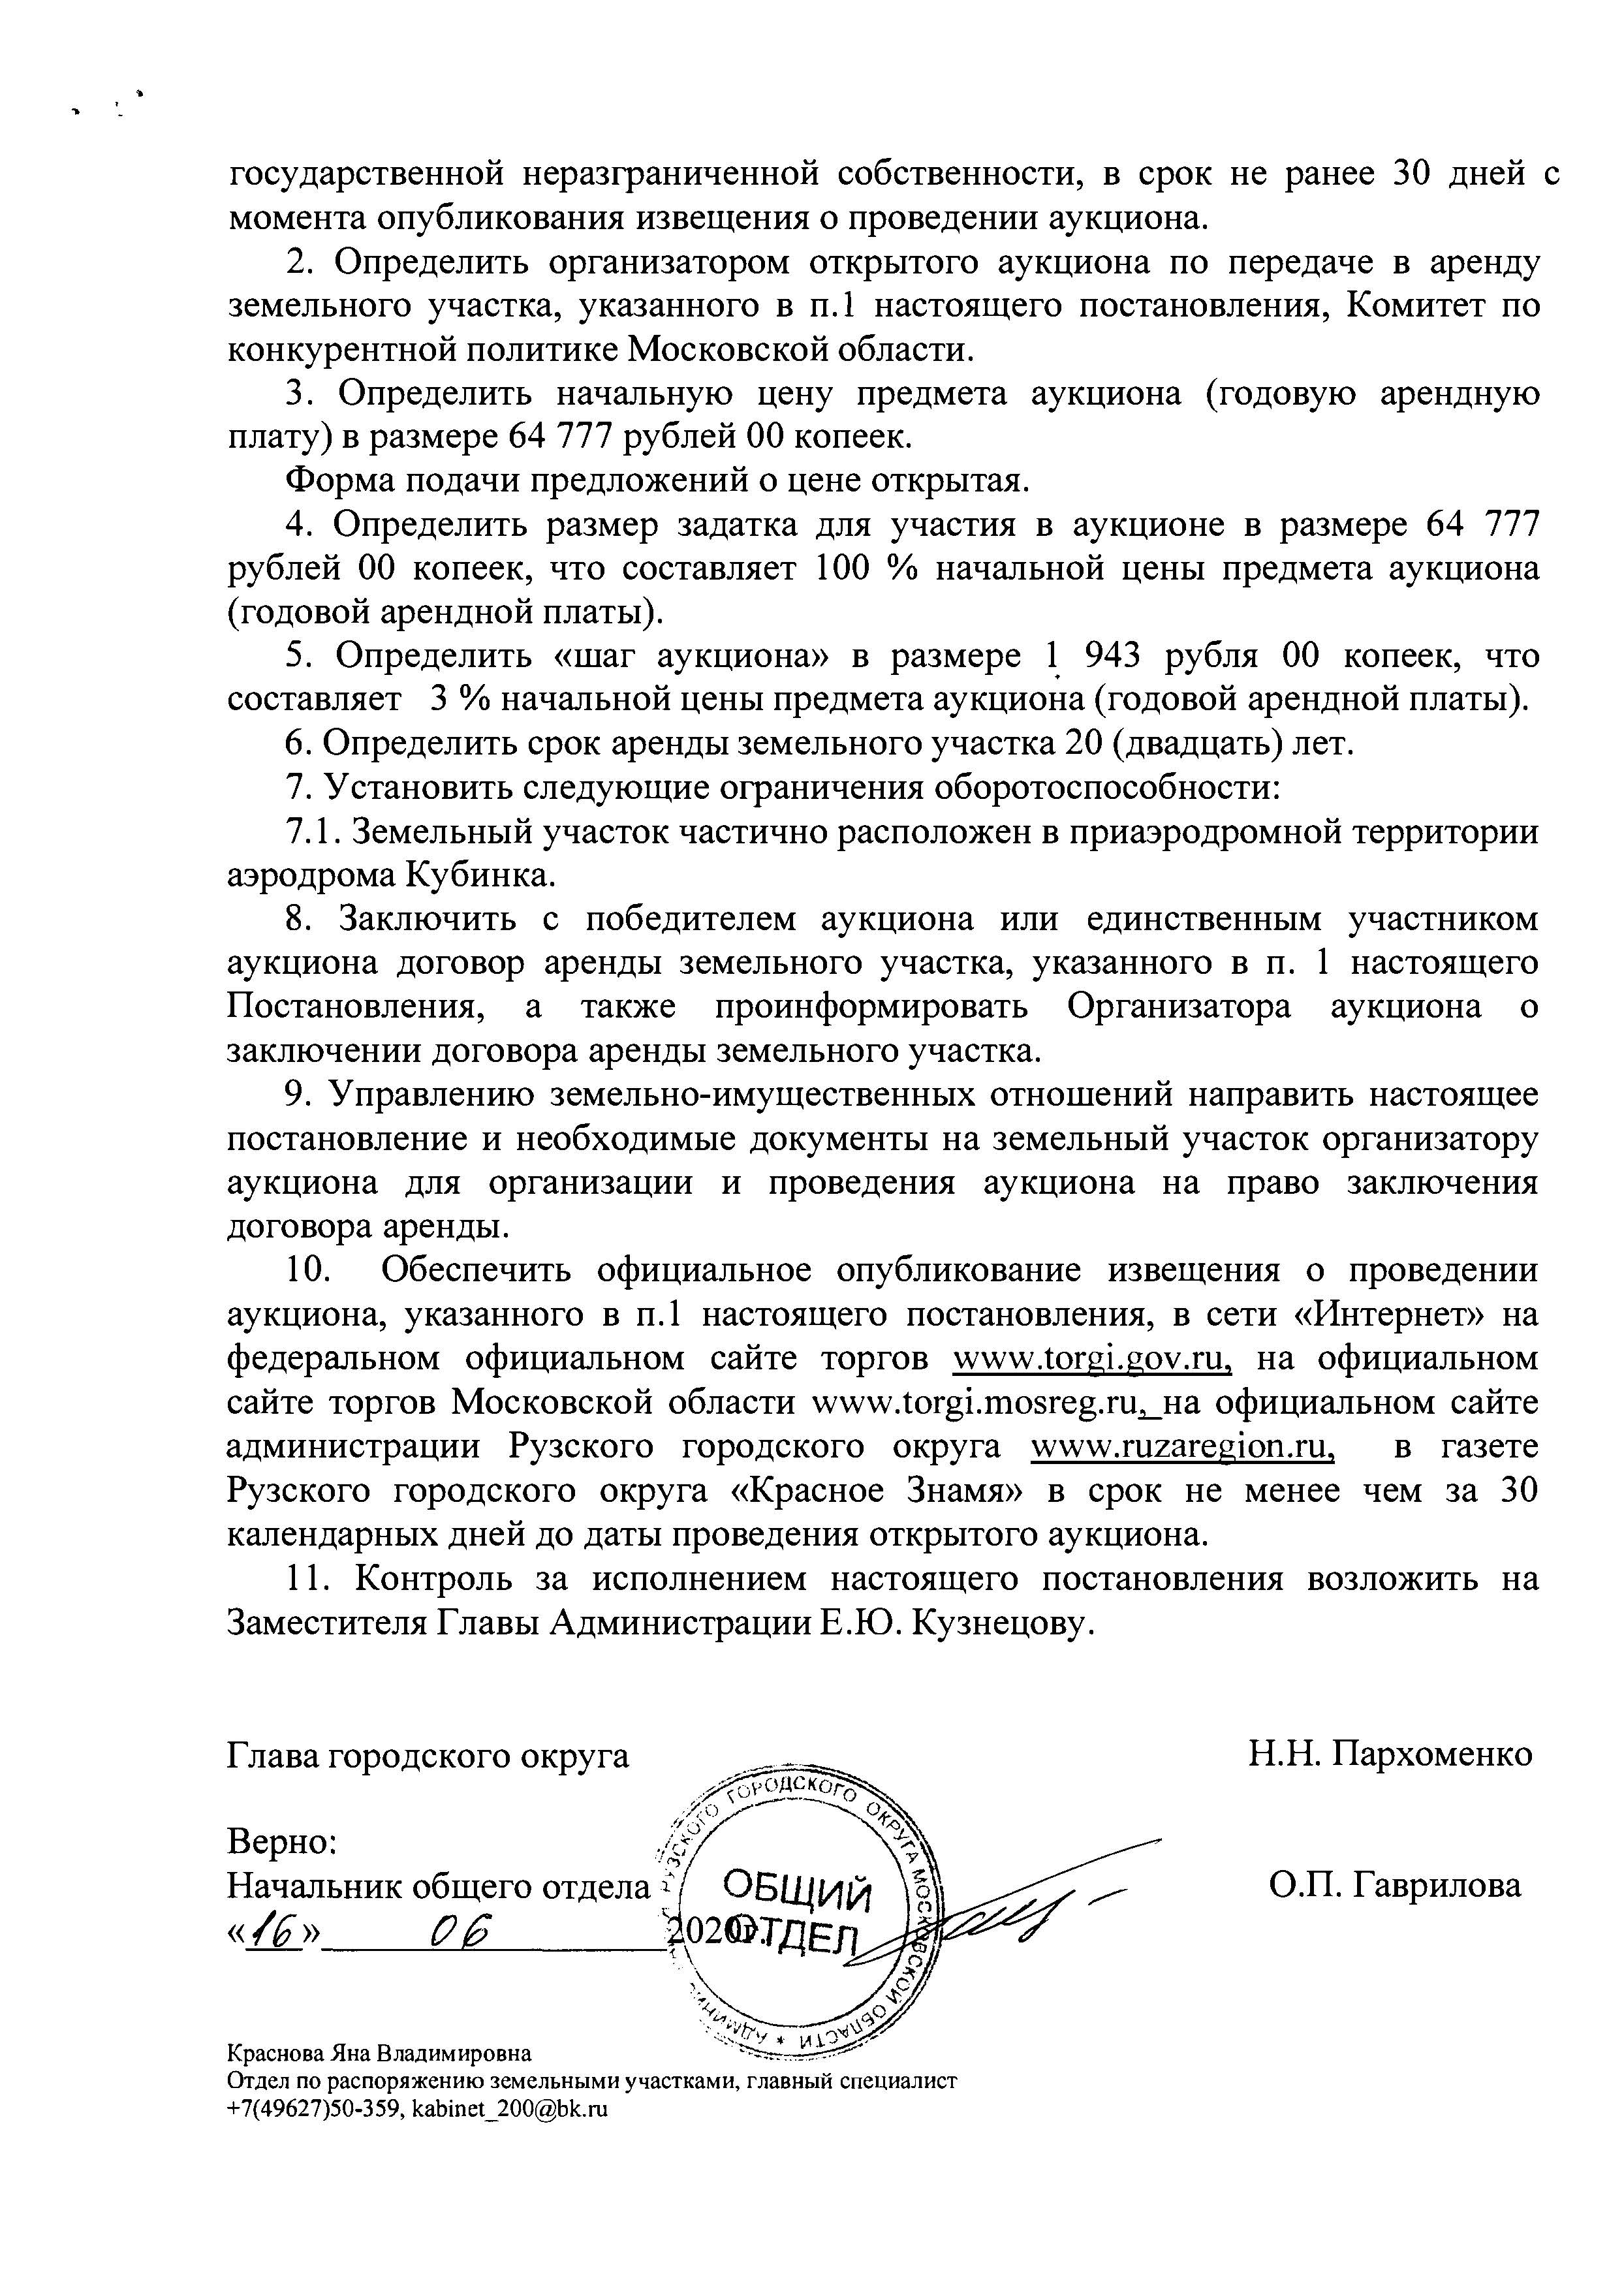 государственной неразграниченной собственности, в срок не ранее 30 дней с
момента опубликования извещения о проведении аукциона.
2. Определить организатором открытого аукциона по передаче в аренду
земельного участка, указанного в п.1 настоящего постановления, Комитет по
конкурентной политике Московской области.
3. Определить начальную цену предмета аукциона (годовую арендную
плату) в размере 64 777 рублей 00 копеек.
Форма подачи предложений о цене открытая.
4. Определить размер задатка для участия в аукционе в размере 64 777
рублей 00 копеек, что составляет 100 % начальной цены предмета аукциона
(годовой арендной платы).
5. Определить «шаг аукциона» в размере 1 943 рубля 00 копеек, что
составляет 3 % начальной цены предмета аукциона (годовой арендной платы).
6. Определить срок аренды земельного участка 20 (двадцать) лет.
7. Установить следующие ограничения оборотоспособности:
7.1. Земельный участок частично расположен в приаэродромной территории
аэродрома Кубинка.
8. Заключить с победителем аукциона или единственным участником
аукциона договор аренды земельного участка, указанного в п. 1 настоящего
Постановления, а также проинформировать Организатора аукциона о
заключении договора аренды земельного участка.
9. Управлению земельно-имущественных отношений направить настоящее
постановление и необходимые документы на земельный участок организатору
аукциона для организации и проведения аукциона на право заключения
договора аренды.
10. Обеспечить официальное опубликование извещения о проведении
аукциона, указанного в п.1 настоящего постановления, в сети «Интернет» на
федеральном официальном сайте торгов www.torgi.gov.ru, на официальном
сайте торгов Московской области www.torgi.mosreg.ru, на официальном сайте
администрации Рузского городского округа www.ruzaregion.ru, в газете
Рузского городского округа «Красное Знамя» в срок не менее чем за 30
календарных дней до даты проведения открытого аукциона.
11. Контроль за исполнением настоящего постановления возложить на
Заместителя Главы Администрации Е.Ю. Кузнецову.
Глава городского округа Н.Н. Пархоменко
Верно:
Начальник общего отдела О.П. Гаврилова
«16» 06 2020г.
РУЗСКОГО ГОРОДСКОГО ОКРУГА МОСКОВСКОЙ ОБЛАСТИ *
ОБЩИЙ
ОТДЕЛ
Краснова Яна Владимировна
Отдел по распоряжению земельными участками, главный специалист
+7(49627)50-359, kabinet_200@bk.ru